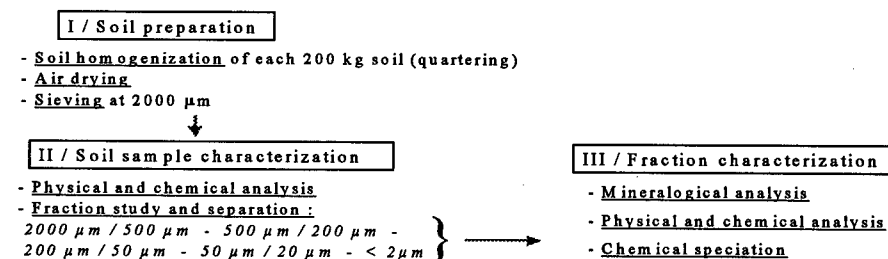 I / Soil preparation
- Soil homogenization of each 200 kg soil (quartering)
- Air drying
- Sieving at 2000 μm
II / Soil sample characterization
- Physical and chemical analysis
- Fraction study and separation :
2000 μm / 500 μm - 500 μm / 200 μm -
200 μm / 50 μm - 50 μm / 20 μm - < 2μm
III / Fraction characterization
- Mineralogical analysis
- Physical and chemical analysis
- Chemical speciation